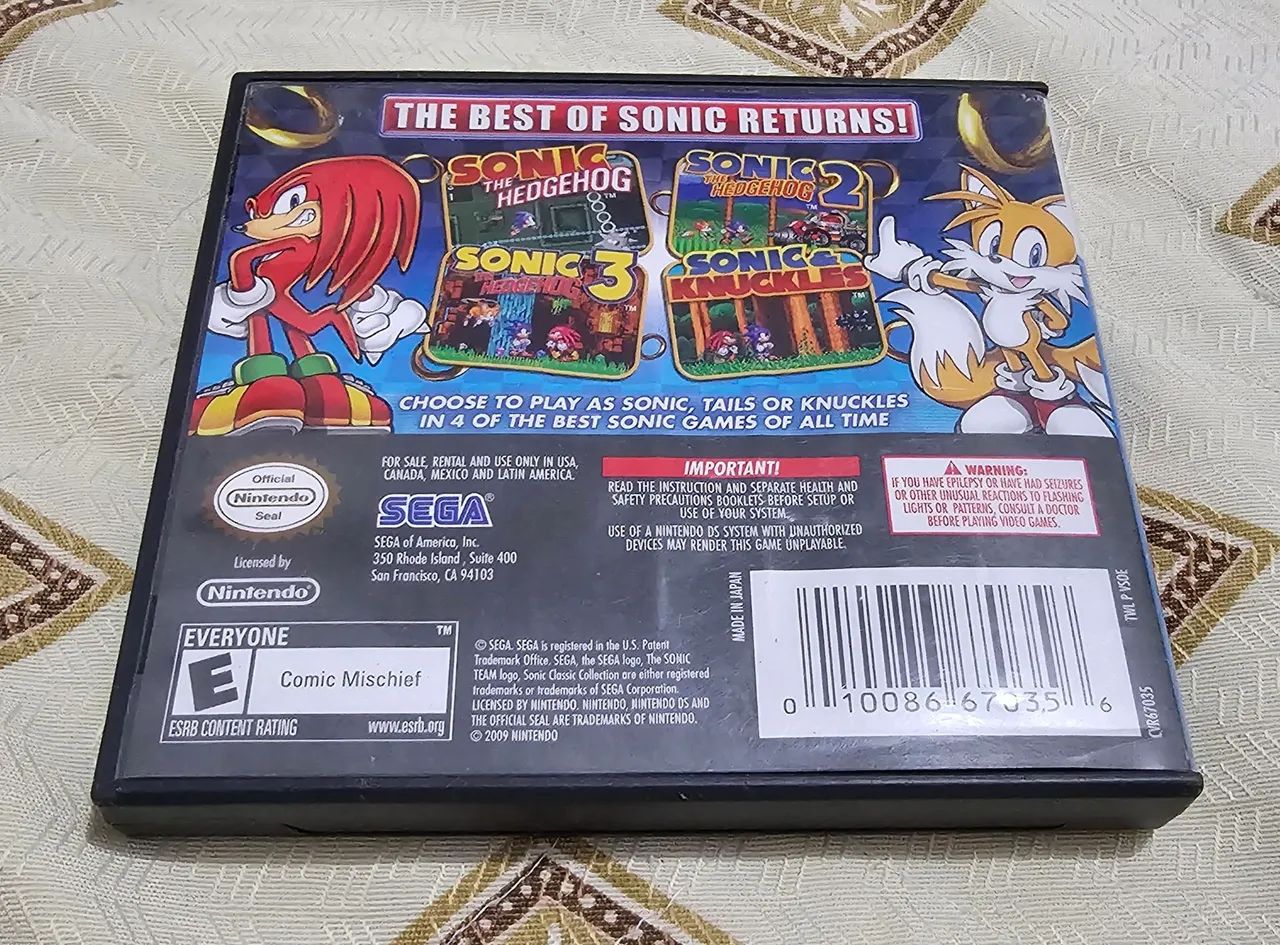 THE BEST OF SONIC RETURNS!
SONIC
THE
HEDGEHOG
TM
SONIC 2
THE
HEDGEHOG
TM
SONIC 3
THE
HEDGEHOG
TM
SONIC &
KNUCKLES
TM
CHOOSE TO PLAY AS SONIC, TAILS OR KNUCKLES
IN 4 OF THE BEST SONIC GAMES OF ALL TIME
Official
Nintendo
Seal
Licensed by
Nintendo®
FOR SALE, RENTAL AND USE ONLY IN USA,
CANADA, MEXICO AND LATIN AMERICA.
SEGA®
SEGA of America, Inc.
350 Rhode Island, Suite 400
San Francisco, CA 94103
IMPORTANT!
READ THE INSTRUCTION AND SEPARATE HEALTH AND
SAFETY PRECAUTIONS BOOKLETS BEFORE SETUP OR
USE OF YOUR SYSTEM.
USE OF A NINTENDO DS SYSTEM WITH UNAUTHORIZED
DEVICES MAY RENDER THIS GAME UNPLAYABLE.
WARNING:
IF YOU HAVE EPILEPSY OR HAVE HAD SEIZURES
OR OTHER UNUSUAL REACTIONS TO FLASHING
LIGHTS OR PATTERNS, CONSULT A DOCTOR
BEFORE PLAYING VIDEO GAMES.
EVERYONE
TM
E
Comic Mischief
ESRB CONTENT RATING
www.esrb.org
© SEGA. SEGA is registered in the U.S. Patent
Trademark Office. SEGA, the SEGA logo, The SONIC
TEAM logo, Sonic Classic Collection are either registered
trademarks or trademarks of SEGA Corporation.
LICENSED BY NINTENDO. NINTENDO, NINTENDO DS AND
THE OFFICIAL SEAL ARE TRADEMARKS OF NINTENDO.
© 2009 NINTENDO
MADE IN JAPAN
0 10086 67035 6
TWL P VSOE
CVR67035